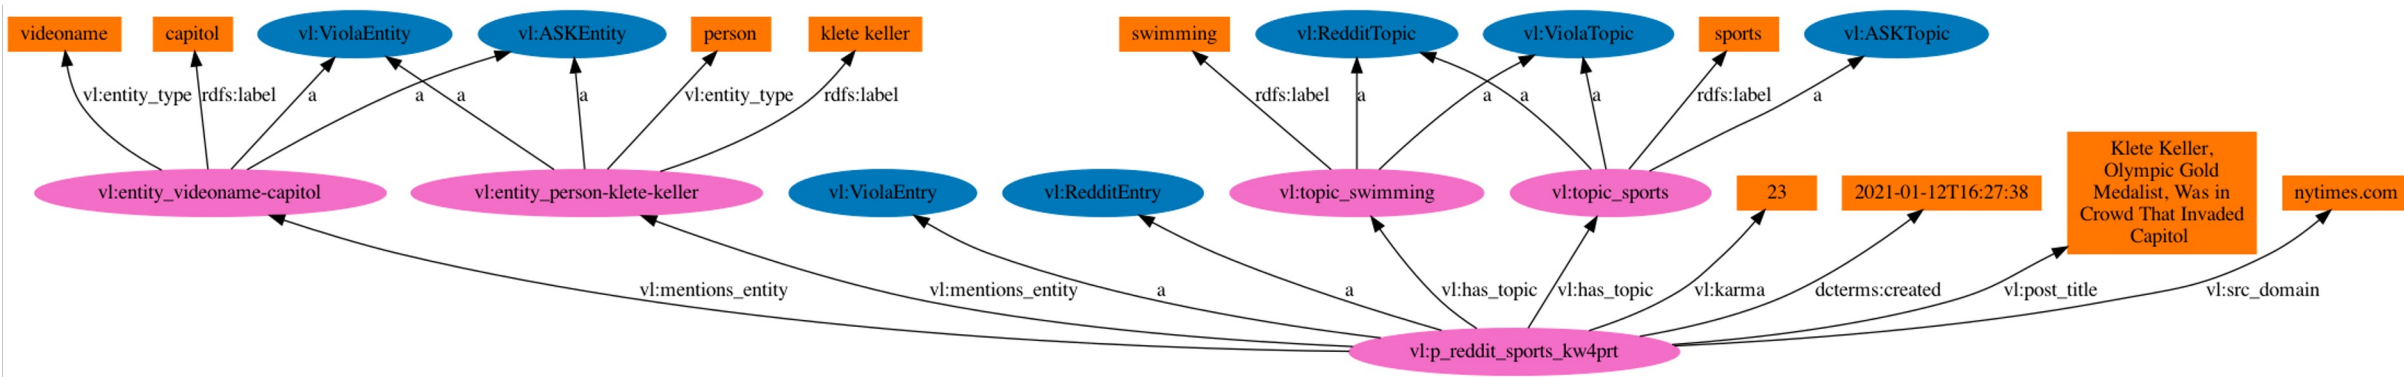 videoname
capitol
vl:ViolaEntity
vl:ASKEntity
person
klete keller
swimming
vl:RedditTopic
vl:ViolaTopic
sports
vl:ASKTopic
vl:entity_type
rdfs:label
a
a
a
a
vl:entity_type
rdfs:label
rdfs:label
a
a
a
a
rdfs:label
a
vl:entity_videoname-capitol
vl:entity_person-klete-keller
vl:ViolaEntry
vl:RedditEntry
vl:topic_swimming
vl:topic_sports
23
2021-01-12T16:27:38
Klete Keller,
Olympic Gold
Medalist, Was in
Crowd That Invaded
Capitol
nytimes.com
vl:mentions_entity
vl:mentions_entity
a
a
vl:has_topic
vl:has_topic
vl:karma
dcterms:created
vl:post_title
vl:src_domain
vl:p_reddit_sports_kw4prt